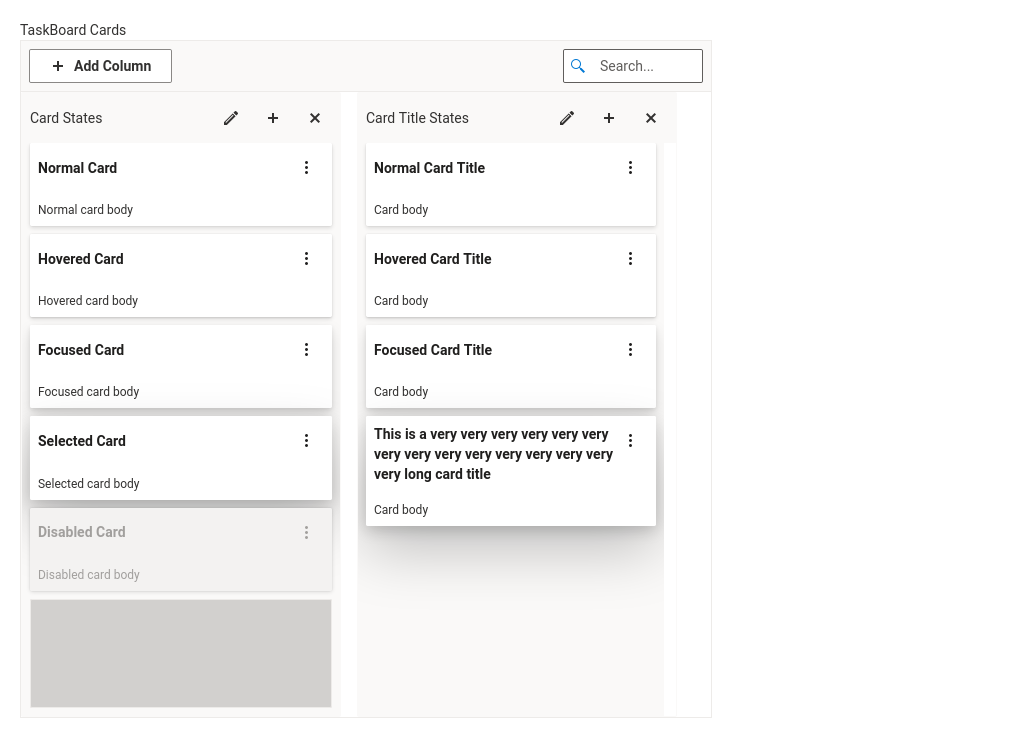 TaskBoard Cards
Add Column
Search...
Card States
Normal Card
Normal card body
Hovered Card
Hovered card body
Focused Card
Focused card body
Selected Card
Selected card body
Disabled Card
Disabled card body
Card Title States
Normal Card Title
Card body
Hovered Card Title
Card body
Focused Card Title
Card body
This is a very very very very very very
very very very very very very very very
very long card title
Card body